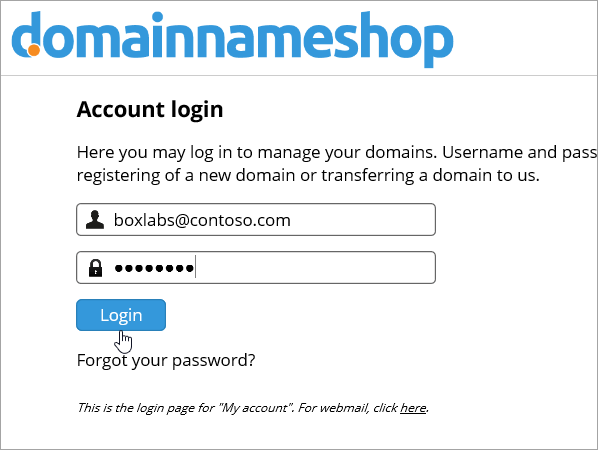 domainnameshop
Account login
Here you may log in to manage your domains. Username and pass
registering of a new domain or transferring a domain to us.
boxlabs@contoso.com
••••••••
Login
Forgot your password?
This is the login page for "My account". For webmail, click here.